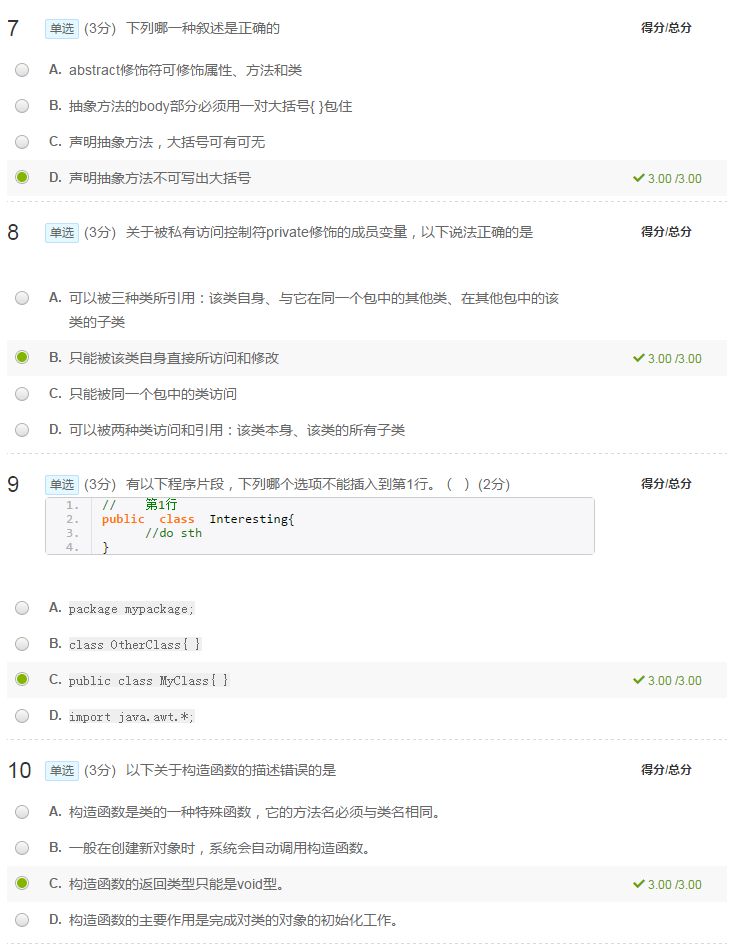 7 单选 (3分) 下列哪一种叙述是正确的 得分/总分
A. abstract修饰符可修饰属性、方法和类
B. 抽象方法的body部分必须用一对大括号{ }包住
C. 声明抽象方法，大括号可有可无
D. 声明抽象方法不可写出大括号 3.00 /3.00
8 单选 (3分) 关于被私有访问控制符private修饰的成员变量，以下说法正确的是 得分/总分
A. 可以被三种类所引用：该类自身、与它在同一个包中的其他类、在其他包中的该
类的子类
B. 只能被该类自身直接所访问和修改 3.00 /3.00
C. 只能被同一个包中的类访问
D. 可以被两种类访问和引用：该类本身、该类的所有子类
9 单选 (3分) 有以下程序片段，下列哪个选项不能插入到第1行。（ ）(2分) 得分/总分
1. // 第1行
2. public class Interesting{
3. //do sth
4. }
A. package mypackage;
B. class OtherClass{ }
C. public class MyClass{ } 3.00 /3.00
D. import java.awt.*;
10 单选 (3分) 以下关于构造函数的描述错误的是 得分/总分
A. 构造函数是类的一种特殊函数，它的方法名必须与类名相同。
B. 一般在创建新对象时，系统会自动调用构造函数。
C. 构造函数的返回类型只能是void型。 3.00 /3.00
D. 构造函数的主要作用是完成对类的对象的初始化工作。